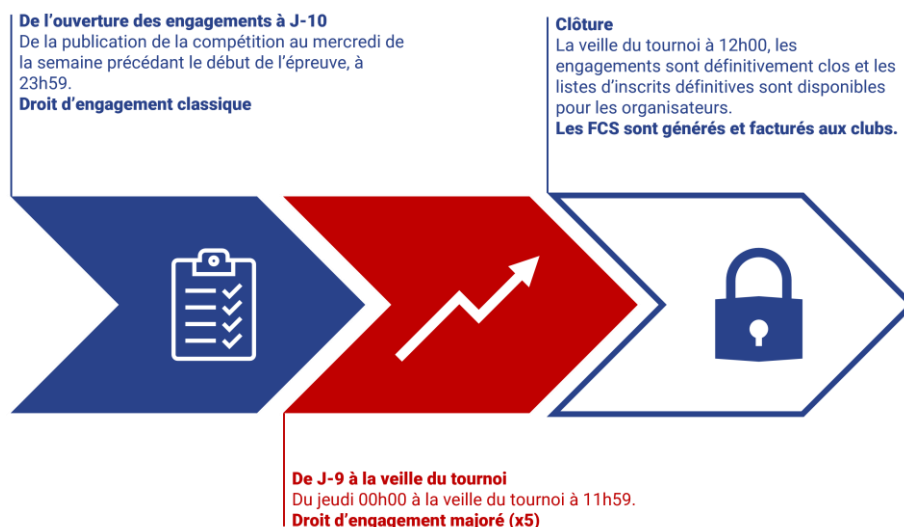 De l’ouverture des engagements à J-10
De la publication de la compétition au mercredi de
la semaine précédant le début de l’épreuve, à
23h59.
Droit d’engagement classique
Clôture
La veille du tournoi à 12h00, les
engagements sont définitivement clos et les
listes d’inscrits définitives sont disponibles
pour les organisateurs.
Les FCS sont générés et facturés aux clubs.
De J-9 à la veille du tournoi
Du jeudi 00h00 à la veille du tournoi à 11h59.
Droit d’engagement majoré (x5)